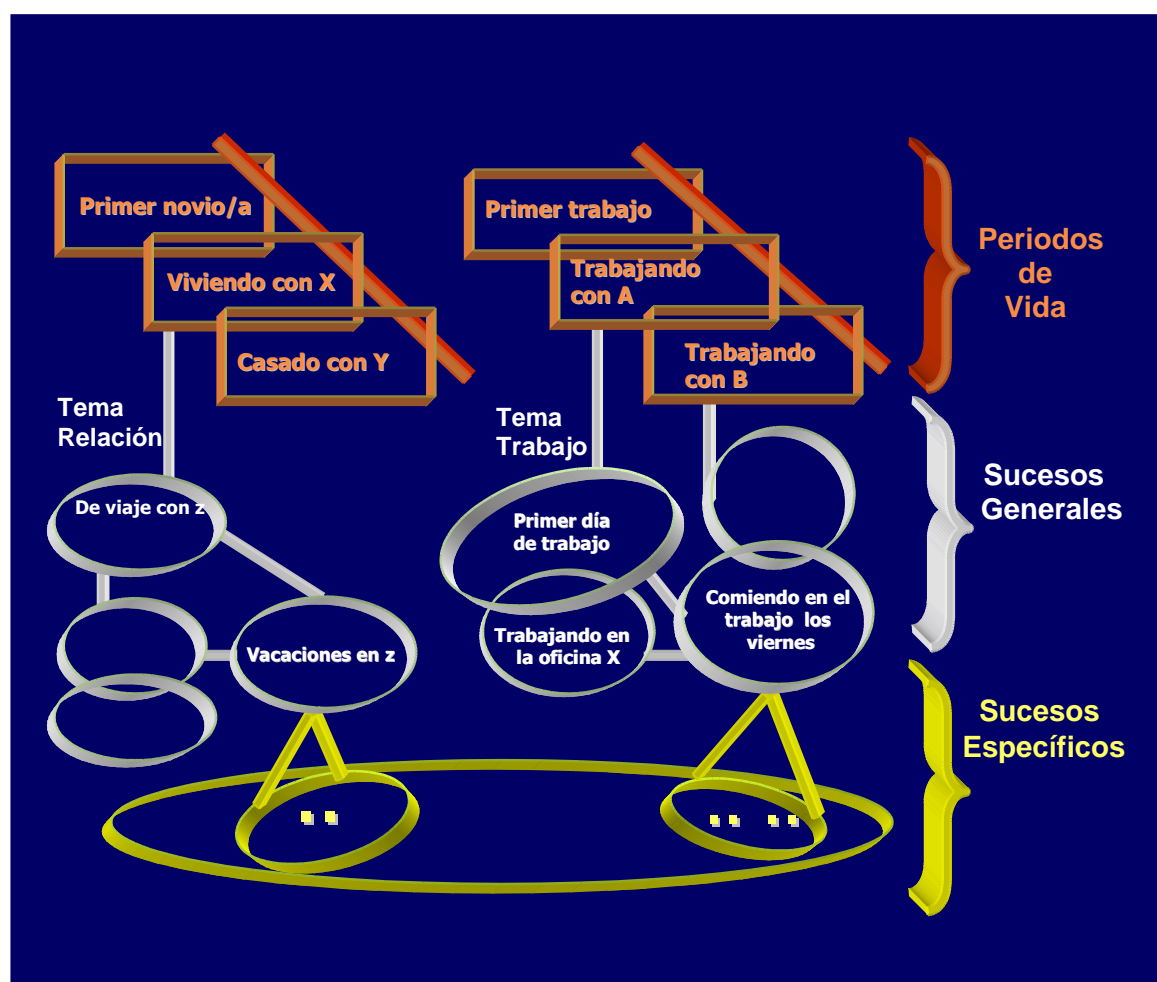 Primer novio/a
Viviendo con X
Casado con Y
Primer trabajo
Trabajando
con A
Trabajando
con B
Periodos
de
Vida
Tema
Relación
Tema
Trabajo
De viaje con z
Vacaciones en z
Primer día
de trabajo
Trabajando en
la oficina X
Comiendo en el
trabajo los
viernes
Sucesos
Generales
Sucesos
Específicos